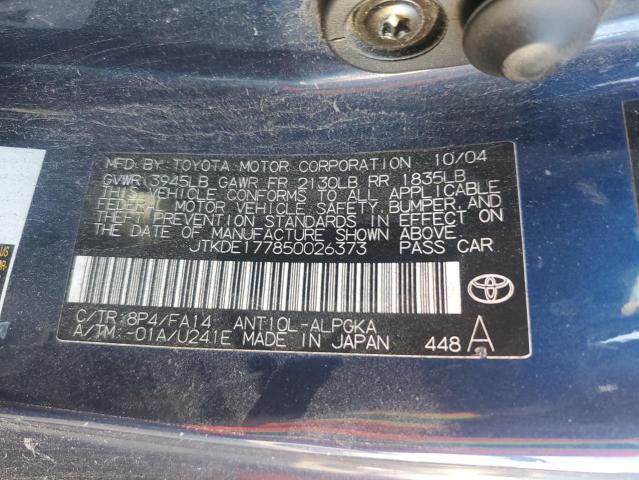 MFD. BY TOYOTA MOTOR CORPORATION 10/04
GVWR 3945LB GAWR FR 2130LB RR 1835LB
THIS VEHICLE CONFORMS TO ALL APPLICABLE
FEDERAL MOTOR VEHICLE SAFETY, BUMPER, AND
THEFT PREVENTION STANDARDS IN EFFECT ON
THE DATE OF MANUFACTURE SHOWN ABOVE.
JTKDE177850026373 PASS CAR
C/TR: 8P4/FA14 ANT10L-ALPGKA
A/TM: -01A/U241E MADE IN JAPAN 448 A
US
OR